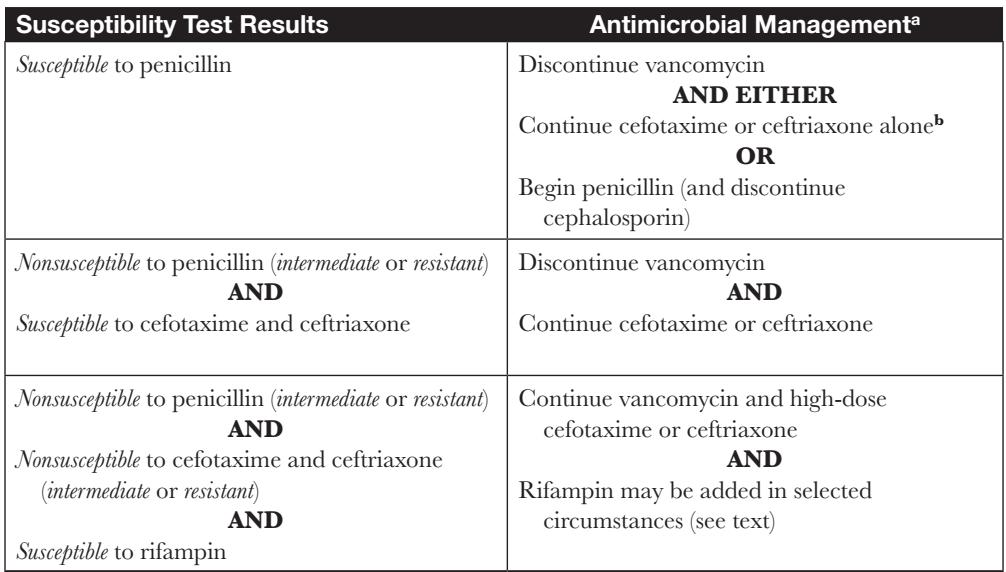 Susceptibility Test Results
Antimicrobial Managementᵃ
Susceptible to penicillin
Discontinue vancomycin
AND EITHER
Continue cefotaxime or ceftriaxone aloneᵇ
OR
Begin penicillin (and discontinue
cephalosporin)
Nonsusceptible to penicillin (intermediate or resistant)
AND
Susceptible to cefotaxime and ceftriaxone
Discontinue vancomycin
AND
Continue cefotaxime or ceftriaxone
Nonsusceptible to penicillin (intermediate or resistant)
AND
Nonsusceptible to cefotaxime and ceftriaxone
(intermediate or resistant)
AND
Susceptible to rifampin
Continue vancomycin and high-dose
cefotaxime or ceftriaxone
AND
Rifampin may be added in selected
circumstances (see text)